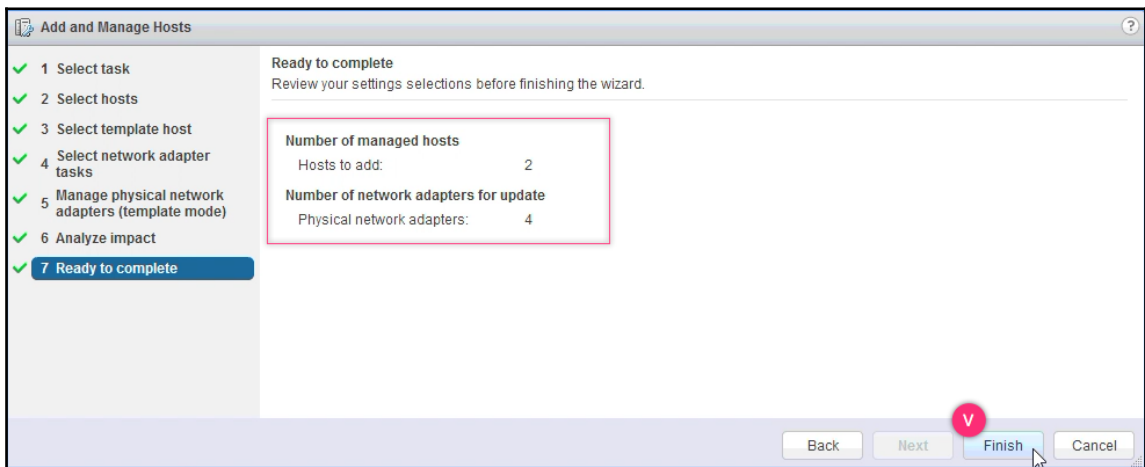 Add and Manage Hosts
?
1 Select task
2 Select hosts
3 Select template host
4 Select network adapter
tasks
5 Manage physical network
adapters (template mode)
6 Analyze impact
7 Ready to complete
Ready to complete
Review your settings selections before finishing the wizard.
Number of managed hosts
Hosts to add: 2
Number of network adapters for update
Physical network adapters: 4
V
Back Next Finish Cancel